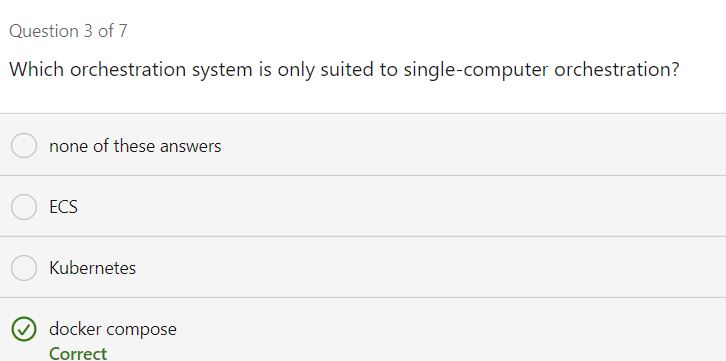 Question 3 of 7
Which orchestration system is only suited to single-computer orchestration?
none of these answers
ECS
Kubernetes
docker compose
Correct